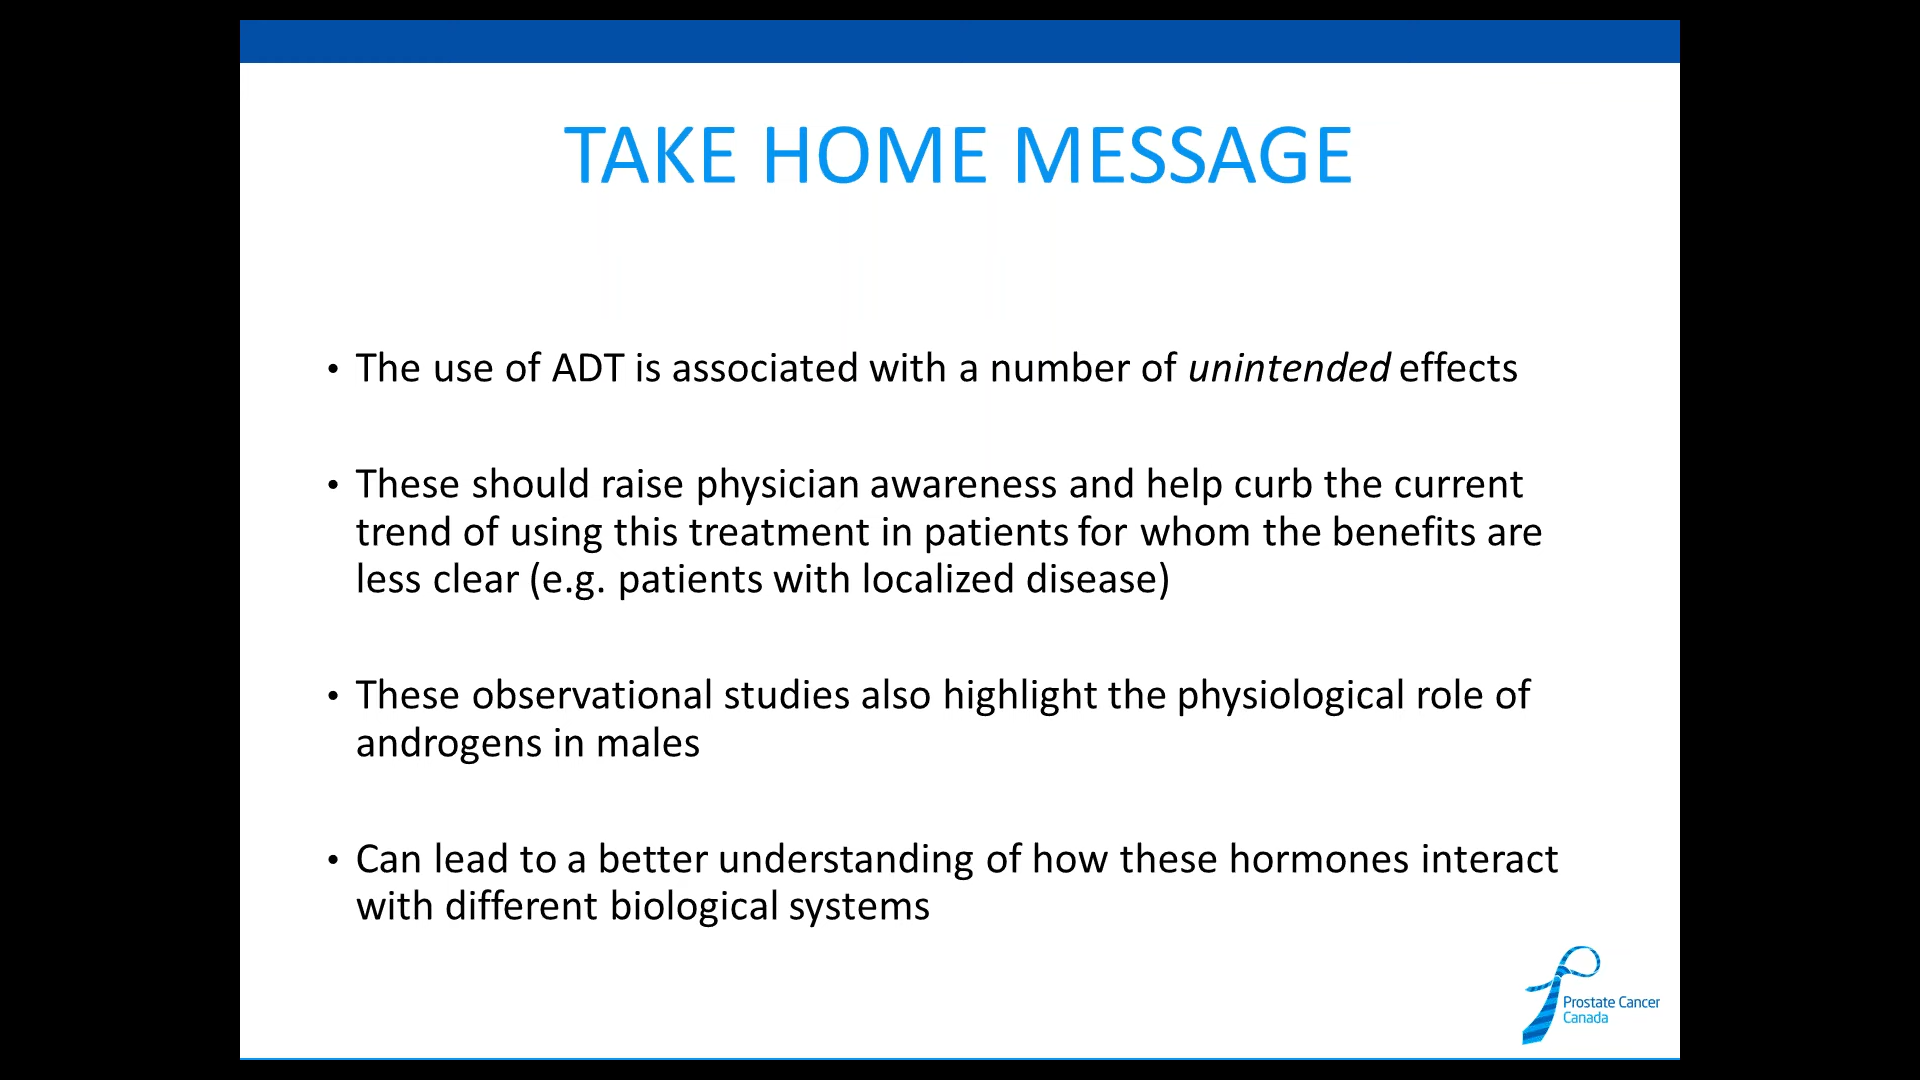 TAKE HOME MESSAGE
• The use of ADT is associated with a number of unintended effects
• These should raise physician awareness and help curb the current
trend of using this treatment in patients for whom the benefits are
less clear (e.g. patients with localized disease)
• These observational studies also highlight the physiological role of
androgens in males
• Can lead to a better understanding of how these hormones interact
with different biological systems
Prostate Cancer
Canada